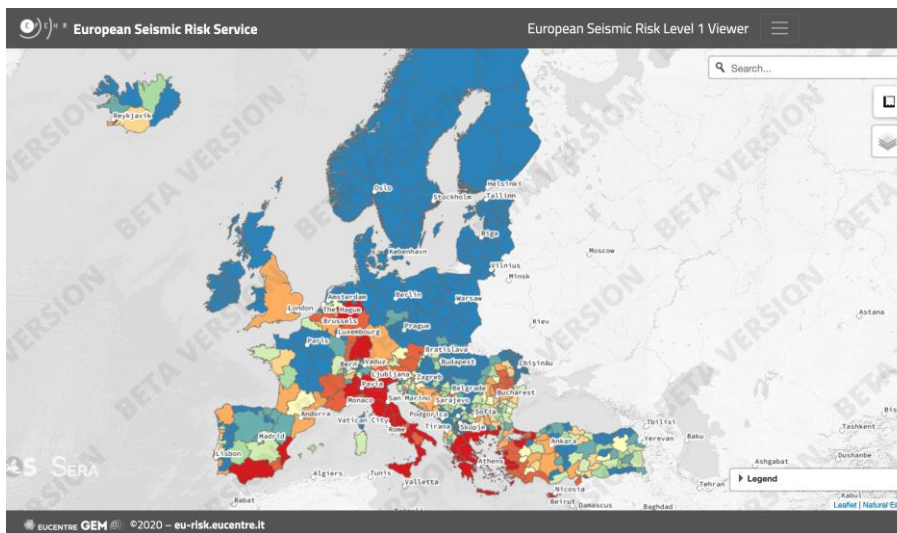 European Seismic Risk Service
European Seismic Risk Level 1 Viewer
Search...
BETA VERSION
Reykjavik
Oslo
Helsinki
Stockholm
Tallinn
Riga
København
Moscow
Vilnius
Minsk
Amsterdam
Berlin
Warsaw
London
The Hague
Brussels
Kiev
Prague
Luxembourg
Astana
Paris
Bratislava
Vaduz
Budapest
Chisinău
Bern
Ljubljana
Zagreb
Pavia
Belgrade
Bucharest
Monaco
San Marino
Sarajevo
Andorra
Podgorica
Sofia
Vatican City
Tirana
Skopje
Tbilisi
Rome
Madrid
Ankara
Yerevan
Baku
Tashkent
Lisbon
Athens
Dushanbe
SERA
Algiers
Tunis
Ashgabat
Valletta
Tehran
Legend
Nicosia
Kabul
Rabat
Beirut
Damascus
Baghdad
Leaflet | Natural Ea
EUCENTRE GEM ©2020 – eu-risk.eucentre.it